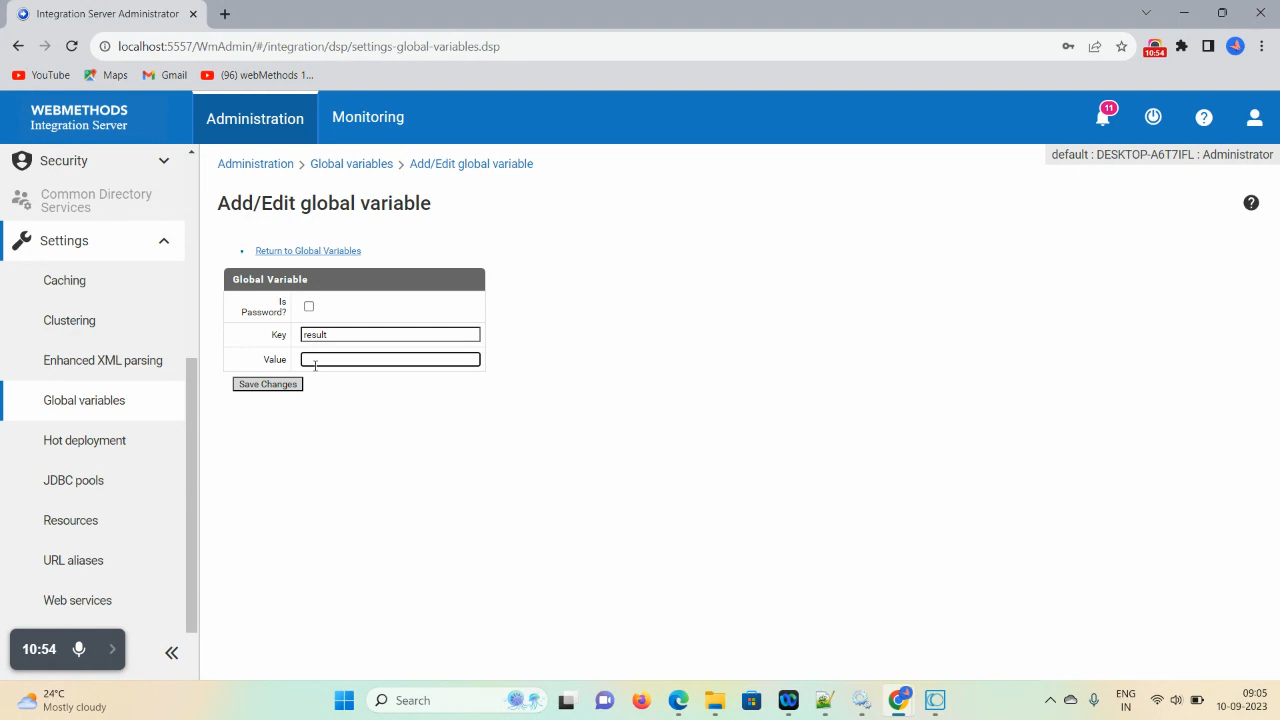 Integration Server Administrator
localhost:5557/WmAdmin/#/integration/dsp/settings-global-variables.dsp
10:54
YouTube
Maps
Gmail
(96) webMethods 1...
WEBMETHODS
Integration Server
Administration
Monitoring
11
default : DESKTOP-A6T7IFL : Administrator
Security
Common Directory
Services
Settings
Caching
Clustering
Enhanced XML parsing
Global variables
Hot deployment
JDBC pools
Resources
URL aliases
Web services
Administration > Global variables > Add/Edit global variable
Add/Edit global variable
Return to Global Variables
Global Variable
Is
Password?
Key
result
Value
Save Changes
10:54
24°C
Mostly cloudy
Search
ENG
IN
09:05
10-09-2023